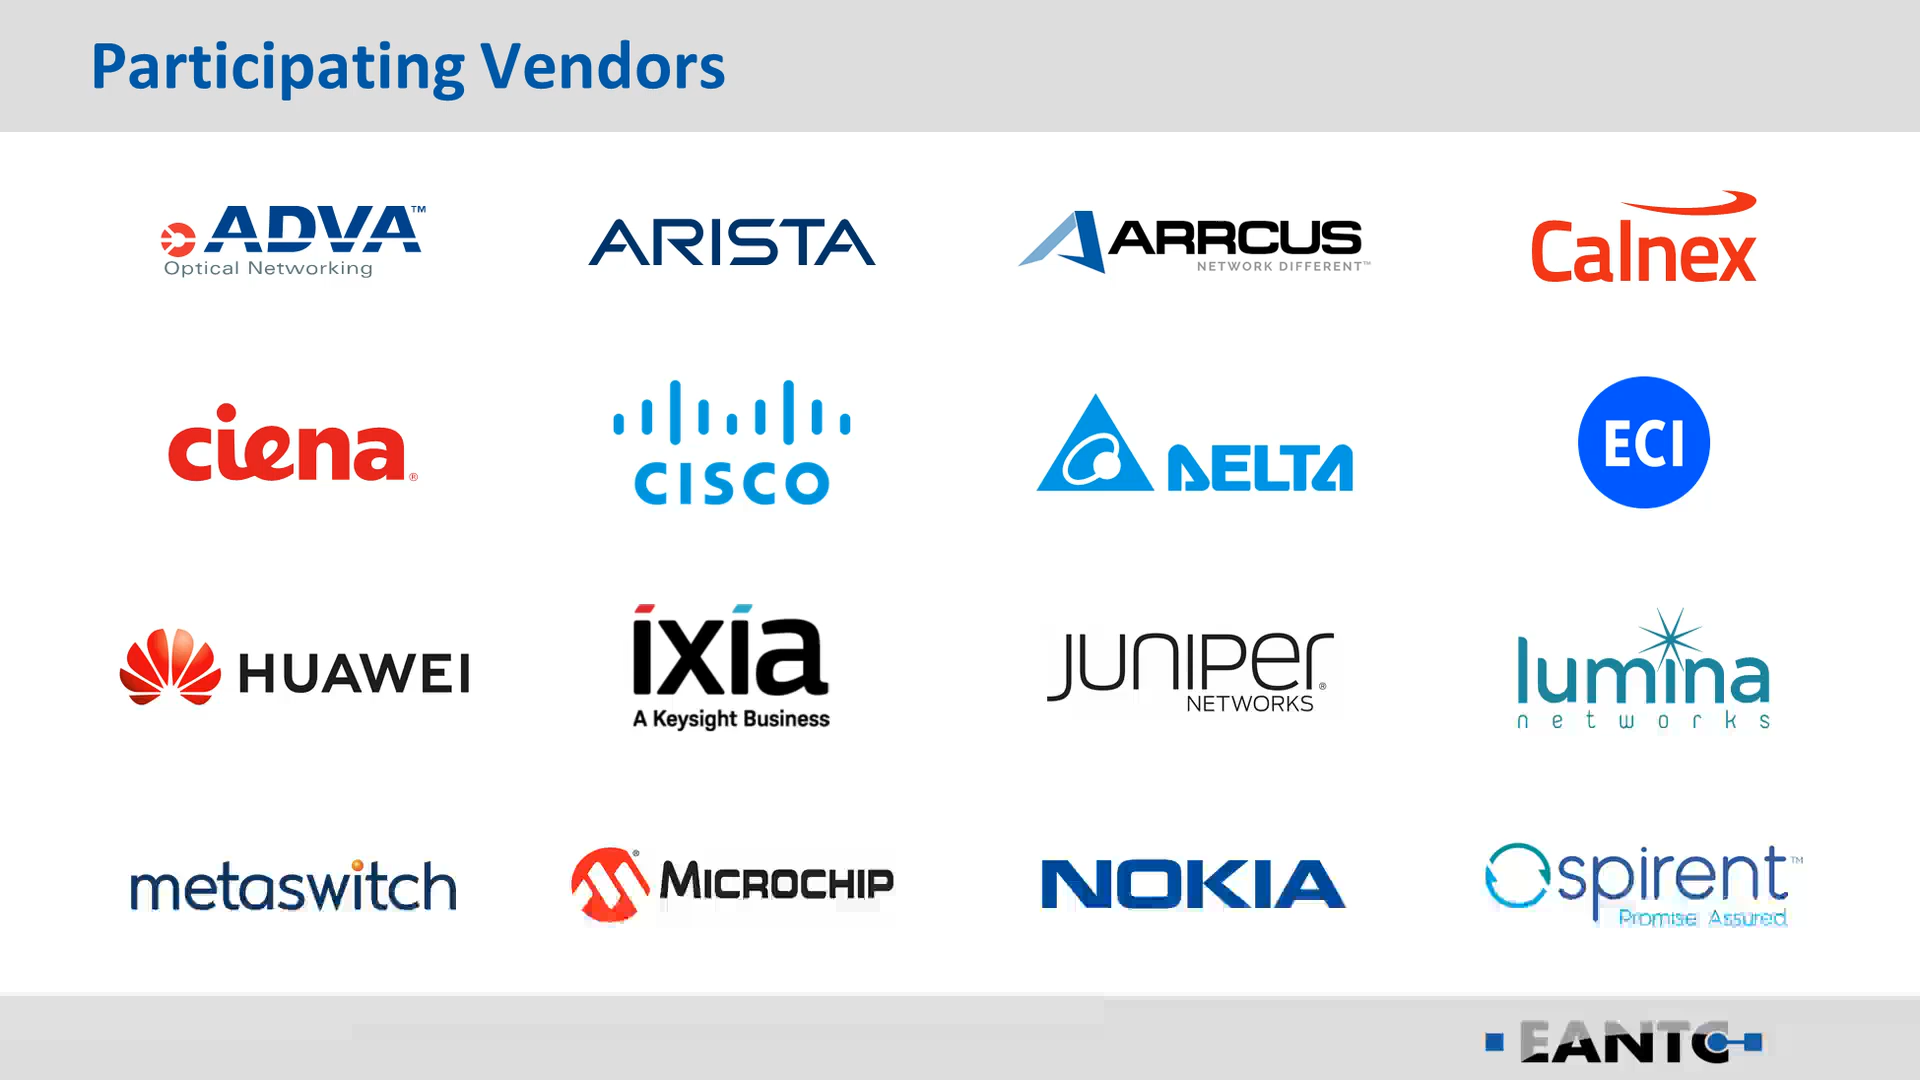 Participating Vendors
ADVA™
Optical Networking
ARISTA
ARRCUS
NETWORK DIFFERENT™
Calnex
ciena®
CISCO
DELTA
ECI
HUAWEI
ixia
A Keysight Business
JUNIPER
NETWORKS®
lumina
networks
metaswitch
MICROCHIP®
NOKIA
spirent™
Promise Assured
EANTC